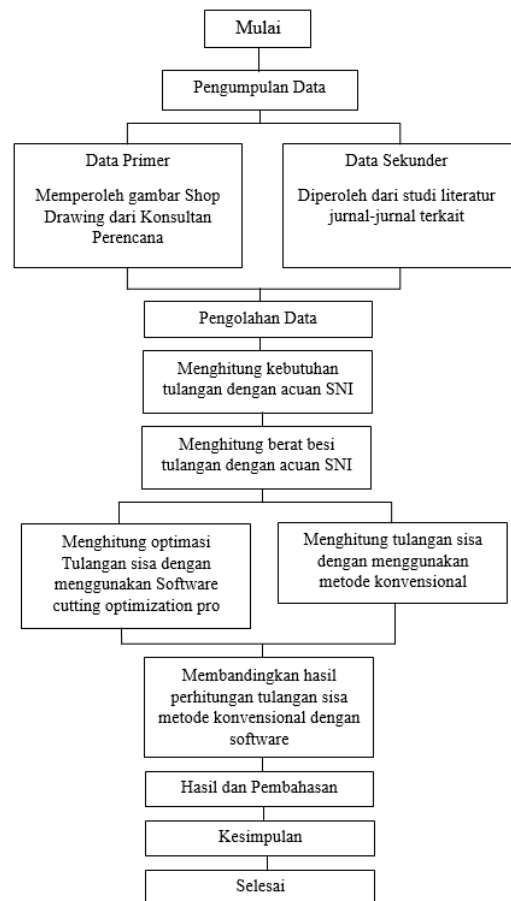 Mulai
Pengumpulan Data
Data Primer
Memperoleh gambar Shop
Drawing dari Konsultan
Perencana
Data Sekunder
Diperoleh dari studi literatur
jurnal-jurnal terkait
Pengolahan Data
Menghitung kebutuhan
tulangan dengan acuan SNI
Menghitung berat besi
tulangan dengan acuan SNI
Menghitung optimasi
Tulangan sisa dengan
menggunakan Software
cutting optimization pro
Menghitung tulangan sisa
dengan menggunakan
metode konvensional
Membandingkan hasil
perhitungan tulangan sisa
metode konvensional dengan
software
Hasil dan Pembahasan
Kesimpulan
Selesai